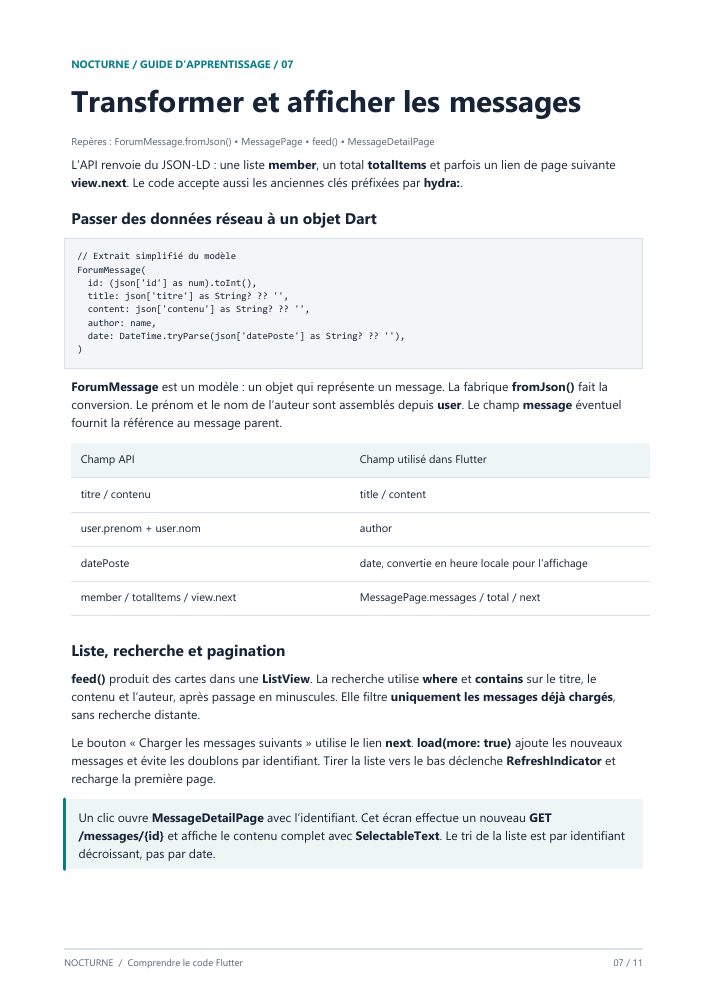 NOCTURNE / GUIDE D’APPRENTISSAGE / 07
Transformer et afficher les messages
Repères : ForumMessage.fromJson() • MessagePage • feed() • MessageDetailPage
L’API renvoie du JSON-LD : une liste member, un total totalItems et parfois un lien de page suivante
view.next. Le code accepte aussi les anciennes clés préfixées par hydra:.
Passer des données réseau à un objet Dart
// Extrait simplifié du modèle
ForumMessage(
  id: (json['id'] as num).toInt(),
  title: json['titre'] as String? ?? '',
  content: json['contenu'] as String? ?? '',
  author: name,
  date: DateTime.tryParse(json['datePoste'] as String? ?? ''),
)
ForumMessage est un modèle : un objet qui représente un message. La fabrique fromJson() fait la
conversion. Le prénom et le nom de l’auteur sont assemblés depuis user. Le champ message éventuel
fournit la référence au message parent.
Champ API Champ utilisé dans Flutter
titre / contenu title / content
user.prenom + user.nom author
datePoste date, convertie en heure locale pour l’affichage
member / totalItems / view.next MessagePage.messages / total / next
Liste, recherche et pagination
feed() produit des cartes dans une ListView. La recherche utilise where et contains sur le titre, le
contenu et l’auteur, après passage en minuscules. Elle filtre uniquement les messages déjà chargés,
sans recherche distante.
Le bouton « Charger les messages suivants » utilise le lien next. load(more: true) ajoute les nouveaux
messages et évite les doublons par identifiant. Tirer la liste vers le bas déclenche RefreshIndicator et
recharge la première page.
Un clic ouvre MessageDetailPage avec l’identifiant. Cet écran effectue un nouveau GET
/messages/{id} et affiche le contenu complet avec SelectableText. Le tri de la liste est par identifiant
décroissant, pas par date.
NOCTURNE / Comprendre le code Flutter 07 / 11